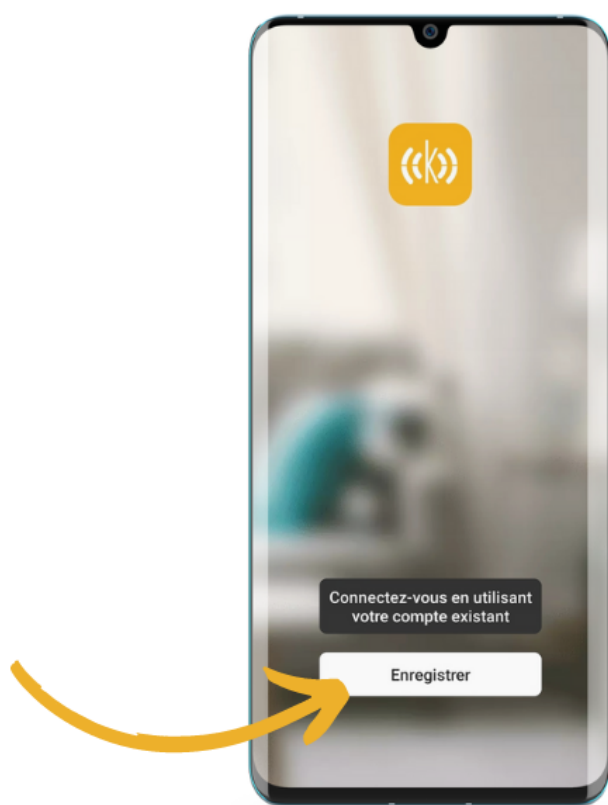 k
Connectez-vous en utilisant
votre compte existant
Enregistrer